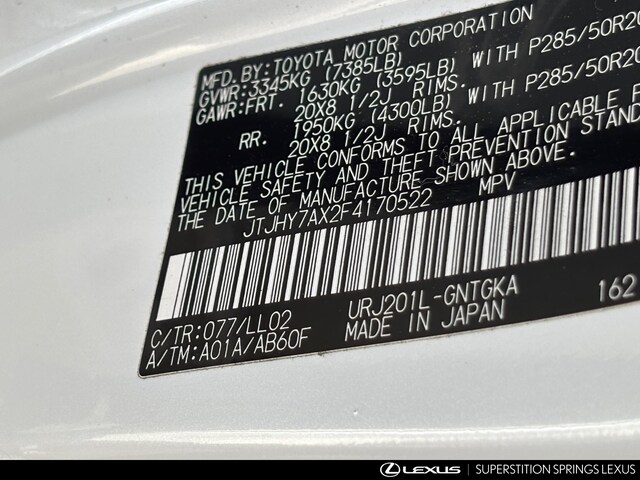 MFD.BY:TOYOTA MOTOR CORPORATION
GVWR:3345KG (7385LB)
GAWR:FRT. 1630KG (3595LB) WITH P285/50R20
20X8 1/2J RIMS.
RR. 1950KG (4300LB) WITH P285/50R20
20X8 1/2J RIMS.
THIS VEHICLE CONFORMS TO ALL APPLICABLE
VEHICLE SAFETY AND THEFT PREVENTION
THE DATE OF MANUFACTURE SHOWN ABOVE.
JTJHY7AX2F4170522 MPV
C/TR:077/LL02 URJ201L-GNTGKA 162
A/TM:A01A/AB60F MADE IN JAPAN
LEXUS | SUPERSTITION SPRINGS LEXUS